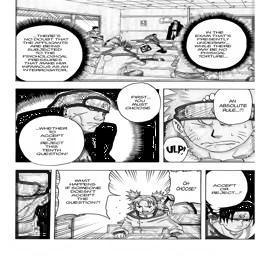 IN THE
EXAM THAT'S
PRESENTLY
UNDERWAY...
WHILE THERE
MAY BE NO
PHYSICAL
TORTURE...
...THERE'S
NO DOUBT THAT
THE APPLICANTS
ARE BEING
SUBJECTED
TO THE
PSYCHOLOGICAL
PRESSURES
THAT MAKE HIM
INFAMOUS AS AN
INTERROGATOR.
AN
ABSOLUTE
RULE...?!
ULP!
FIRST...
YOU
MUST
CHOOSE
...WHETHER
TO
ACCEPT
OR
REJECT
THIS
TENTH
QUESTION!
ACCEPT
OR
REJECT...?
CH
CHOOSE!
WHAT
HAPPENS
IF SOMEONE
DOESN'T
ACCEPT
THE
QUESTION?!